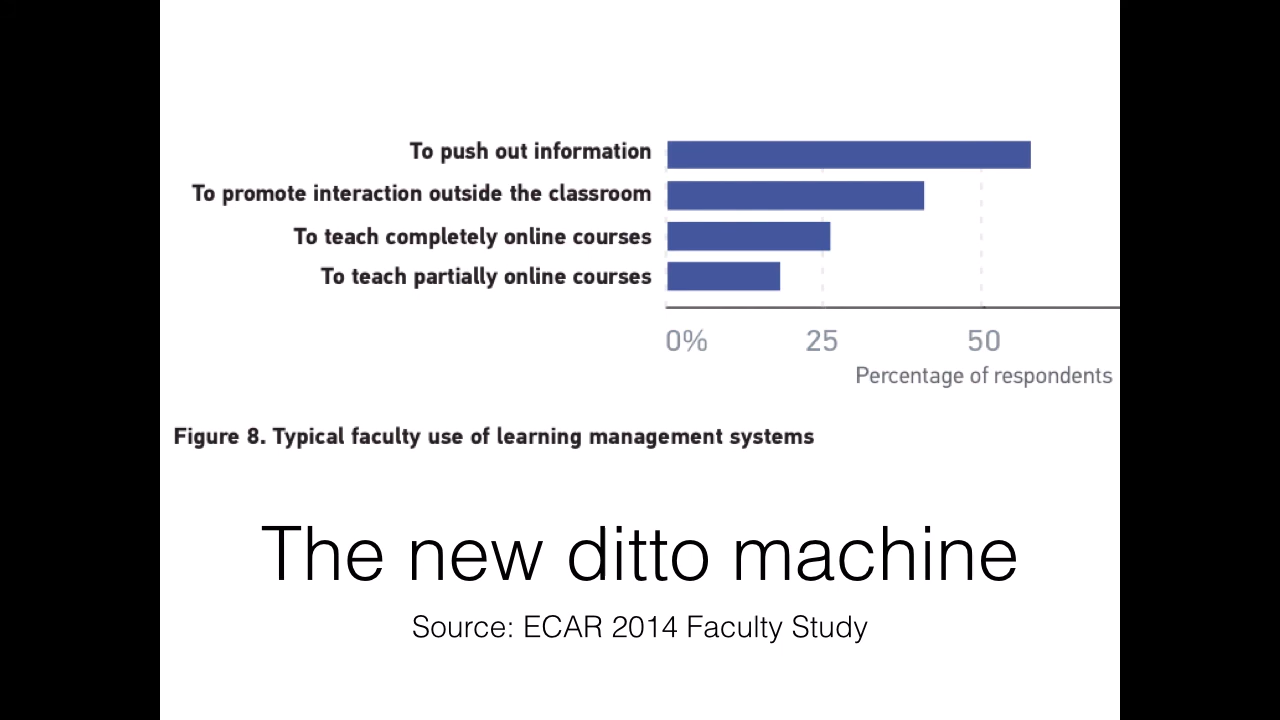 To push out information
To promote interaction outside the classroom
To teach completely online courses
To teach partially online courses
0% 25 50
Percentage of respondents
Figure 8. Typical faculty use of learning management systems
The new ditto machine
Source: ECAR 2014 Faculty Study